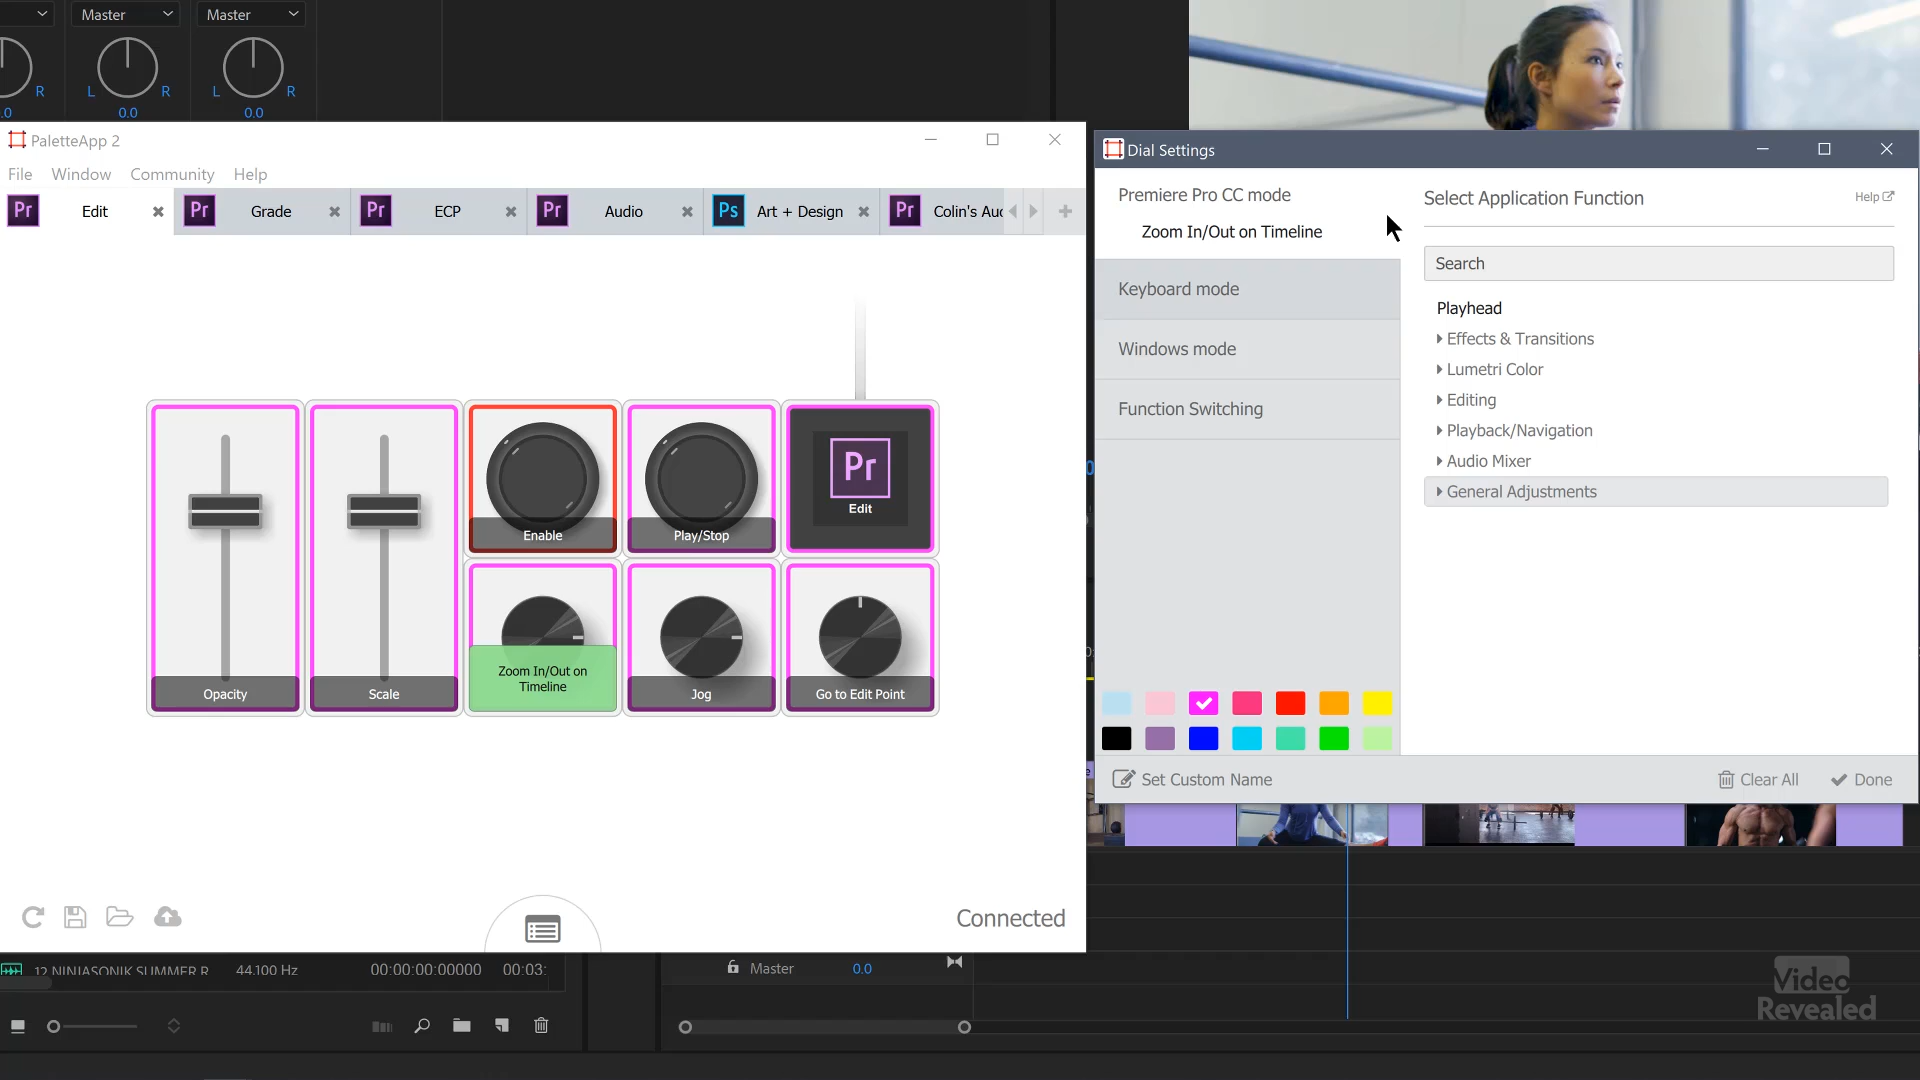 Master
Master
R
L
R
L
R
.0
0.0
0.0
PaletteApp 2
File
Window
Community
Help
Pr
Edit
Pr
Grade
Pr
ECP
Pr
Audio
Ps
Art + Design
Pr
Colin's Auc
Pr
Edit
Enable
Play/Stop
Opacity
Scale
Zoom In/Out on
Timeline
Jog
Go to Edit Point
Connected
Dial Settings
Premiere Pro CC mode
Zoom In/Out on Timeline
Keyboard mode
Windows mode
Function Switching
Select Application Function
Help
Search
Playhead
Effects & Transitions
Lumetri Color
Editing
Playback/Navigation
Audio Mixer
General Adjustments
Set Custom Name
Clear All
Done
12 NINJASONIK SUMMER R
44,100 Hz
00:00:00:00000
00:03:
Master
0.0
Video
Revealed